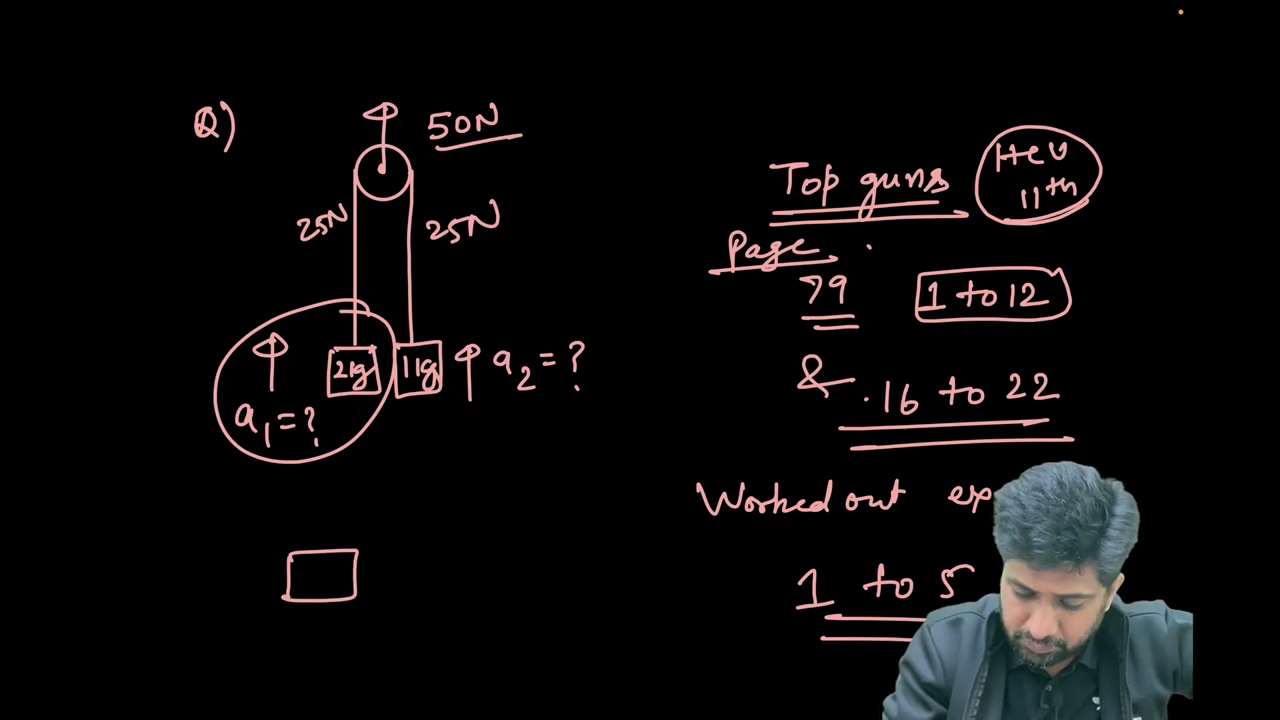 Q)
50N
25N
25N
2kg
1kg
a1=?
a2=?
Top guns
HCV
11th
Page
79
1 to 12
& 16 to 22
Worked out
1 to 5